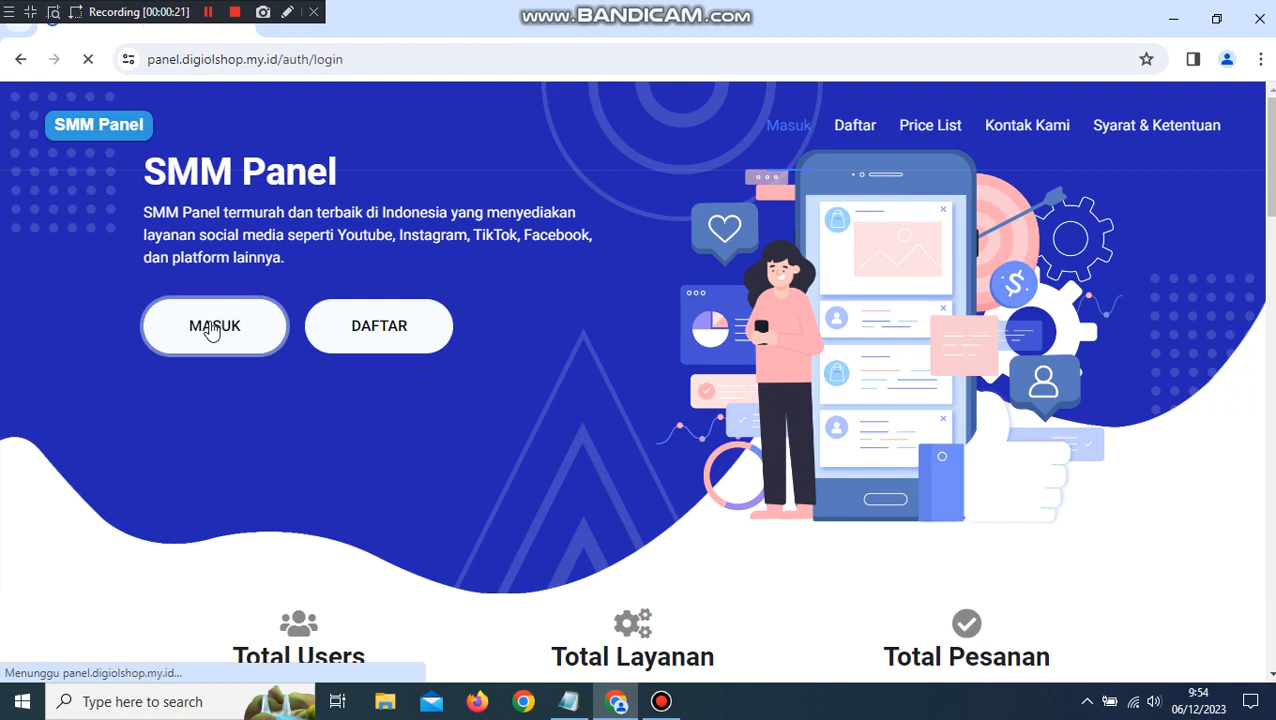 Recording [00:00:21]
www.BANDICAM.com
panel.digiolshop.my.id/auth/login
SMM Panel
Masuk
Daftar
Price List
Kontak Kami
Syarat & Ketentuan
SMM Panel
SMM Panel termurah dan terbaik di Indonesia yang menyediakan
layanan social media seperti Youtube, Instagram, TikTok, Facebook,
dan platform lainnya.
MASUK
DAFTAR
$
Total Users
Total Layanan
Total Pesanan
Menunggu panel.digiolshop.my.id...
Type here to search
9:54
06/12/2023